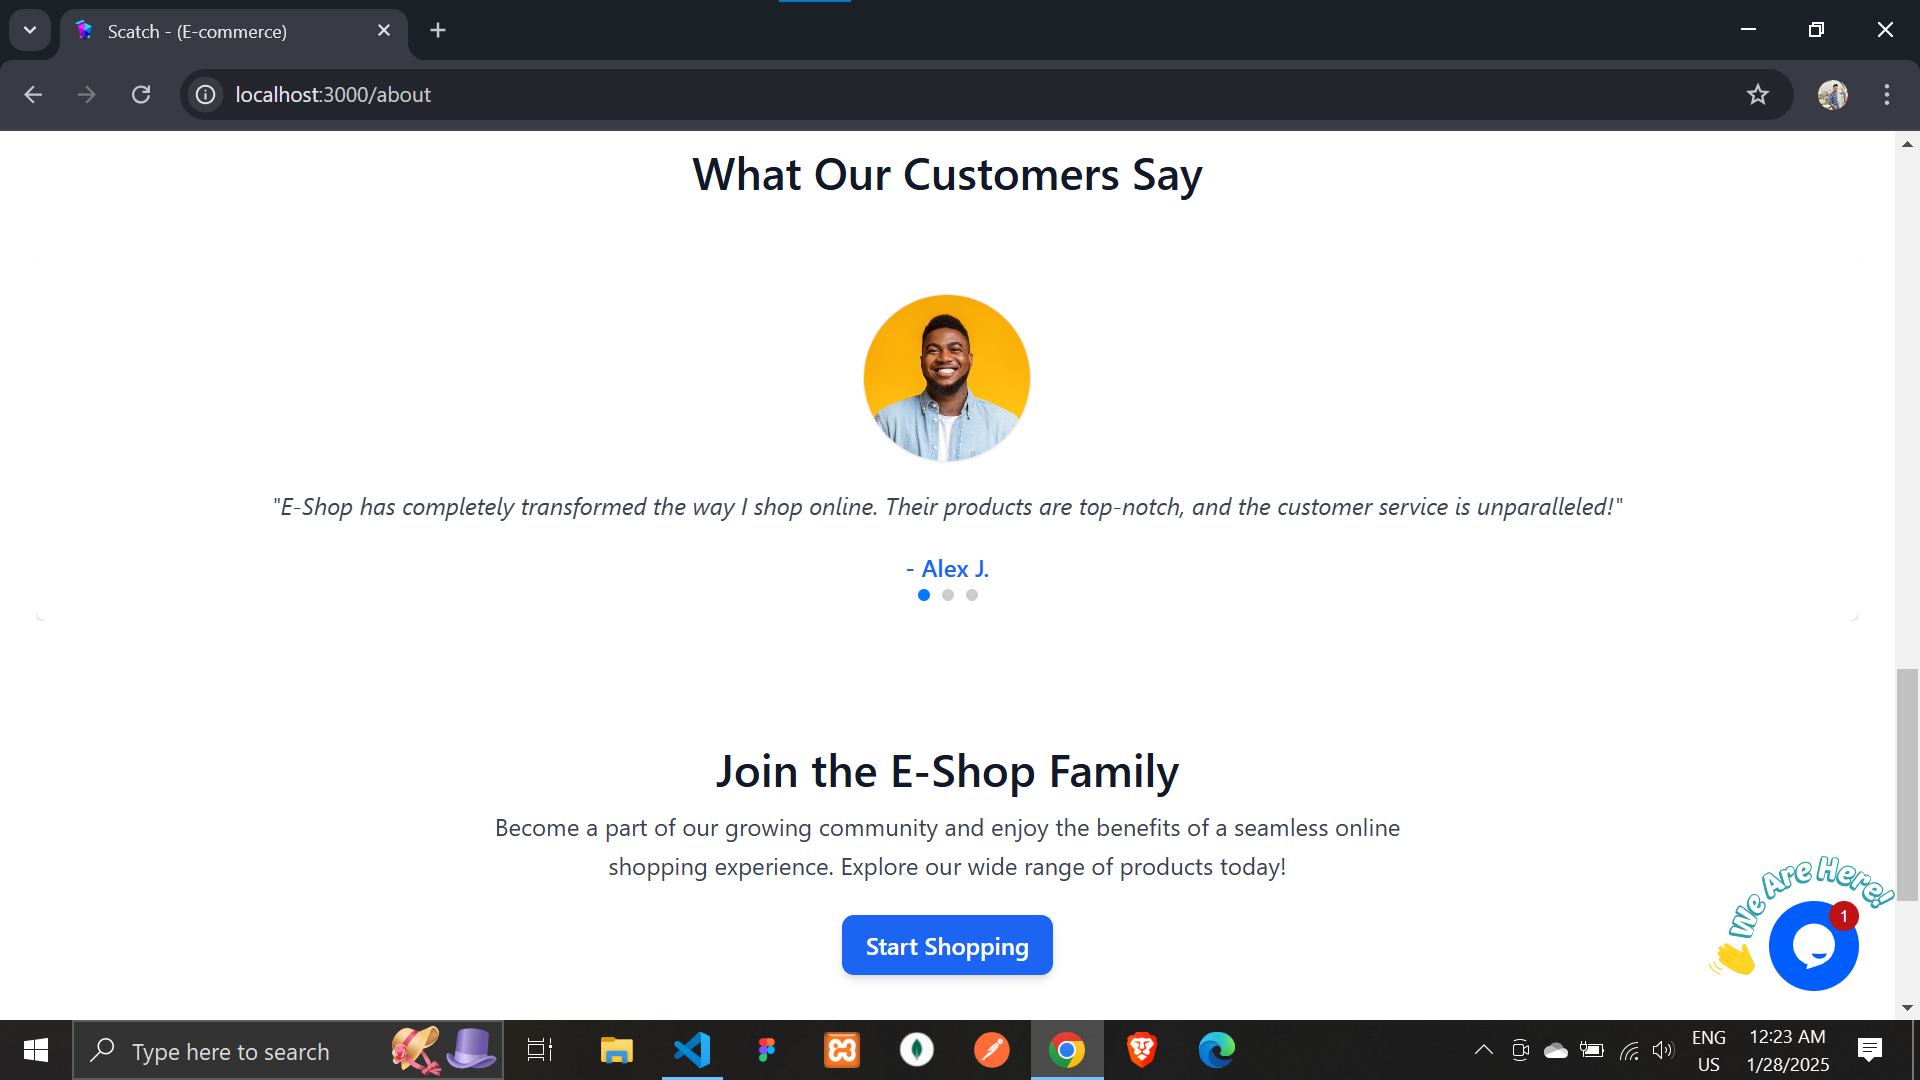 Scatch - (E-commerce)
localhost:3000/about
What Our Customers Say
"E-Shop has completely transformed the way I shop online. Their products are top-notch, and the customer service is unparalleled!"
- Alex J.
Join the E-Shop Family
Become a part of our growing community and enjoy the benefits of a seamless online
shopping experience. Explore our wide range of products today!
Start Shopping
We Are Here!
1
Type here to search
ENG
US
12:23 AM
1/28/2025